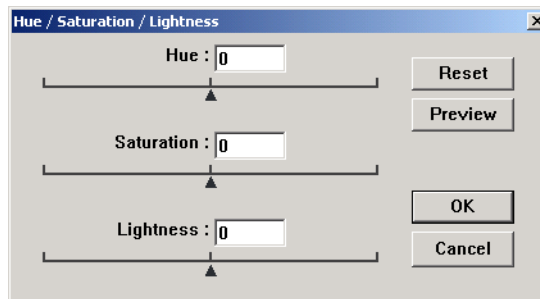 Hue / Saturation / Lightness
Hue : 0
Reset
Preview
Saturation : 0
OK
Lightness : 0
Cancel